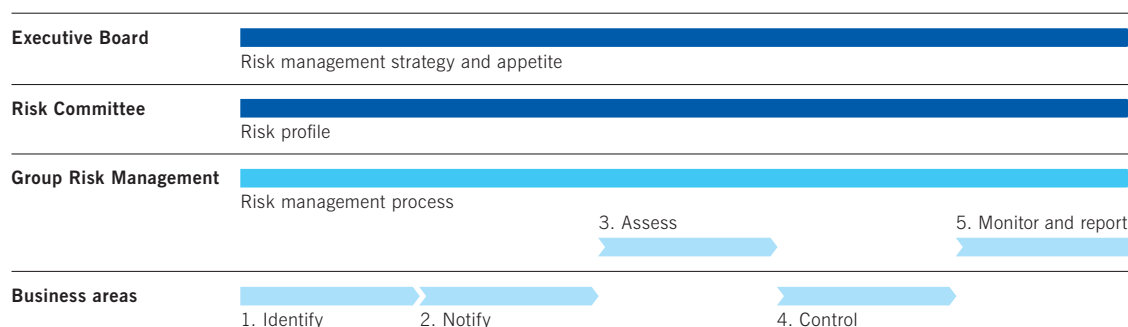 Executive Board
Risk management strategy and appetite
Risk Committee
Risk profile
Group Risk Management
Risk management process
3. Assess
5. Monitor and report
Business areas
1. Identify
2. Notify
4. Control